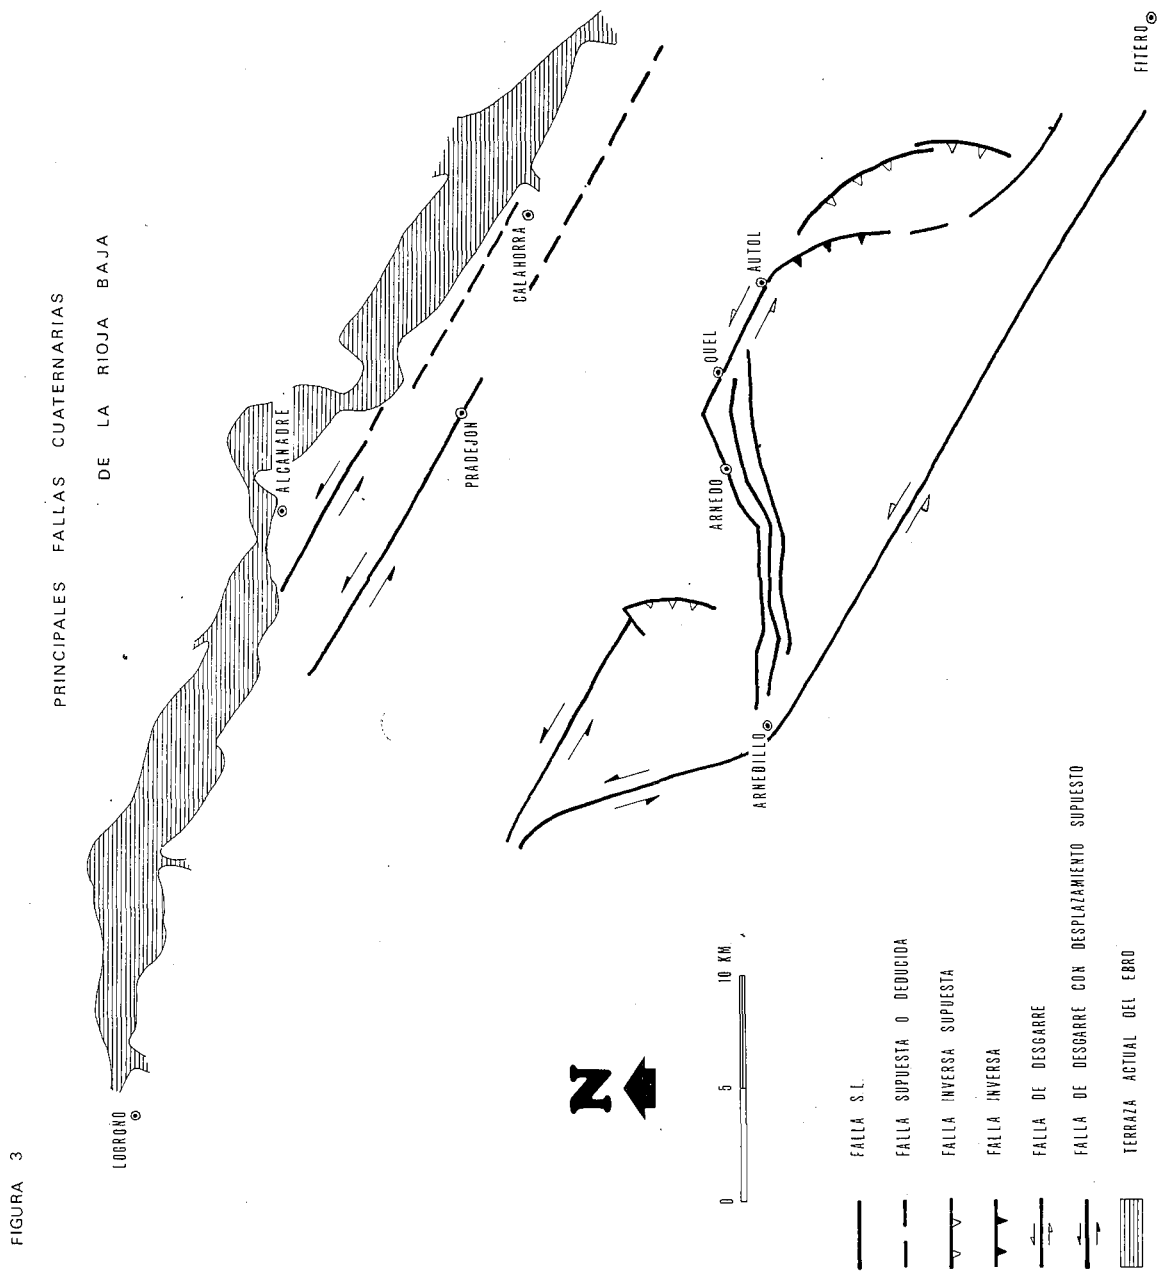 FIGURA 3
PRINCIPALES FALLAS CUATERNARIAS
DE LA RIOJA BAJA
LOGROÑO
ALCANADRE
PRADEJON
CALAHORRA
ARNEDILLO
ARNEDO
QUEL
AUTOL
FITERO
N
0 5 10 KM
FALLA S.L.
FALLA SUPUESTA O DEDUCIDA
FALLA INVERSA SUPUESTA
FALLA INVERSA
FALLA DE DESGARRE
FALLA DE DESGARRE CON DESPLAZAMIENTO SUPUESTO
TERRAZA ACTUAL DEL EBRO